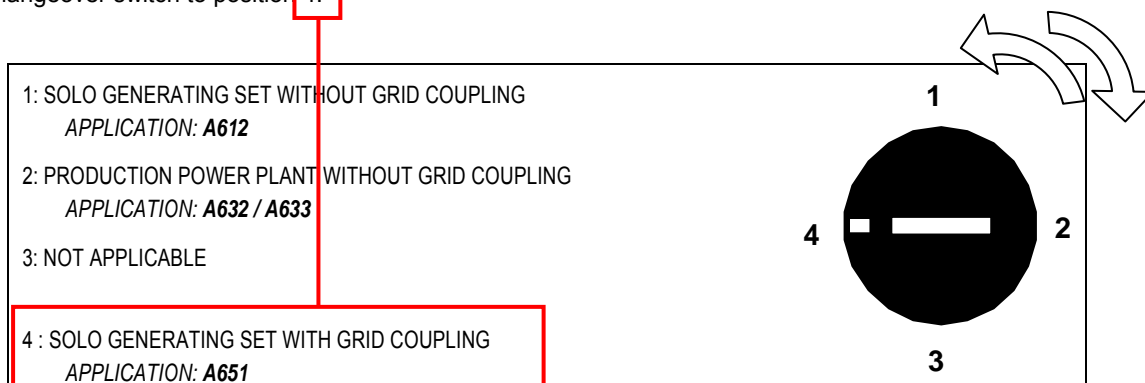 changeover switch to position 4.
1: SOLO GENERATING SET WITHOUT GRID COUPLING
APPLICATION: A612
2: PRODUCTION POWER PLANT WITHOUT GRID COUPLING
APPLICATION: A632 / A633
3: NOT APPLICABLE
4 : SOLO GENERATING SET WITH GRID COUPLING
APPLICATION: A651
1
4
2
3